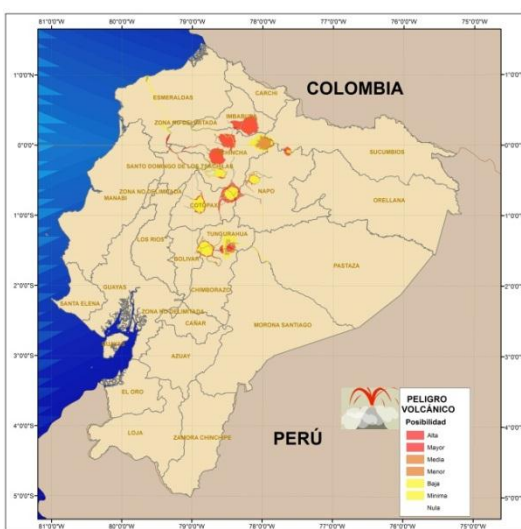 81°0'0"W 80°0'0"W 79°0'0"W 78°0'0"W 77°0'0"W 76°0'0"W 75°0'0"W
COLOMBIA
CARCHI
ESMERALDAS
1°0'0"N
IMBABURA
ZONA NO DELIMITADA
0°0'0"
SUCUMBIOS
SANTO DOMINGO DE LOS
NAPO
ZONA NO DELIMITADA
ORELLANA
MANABI
COTOPAXI
1°0'0"S
TUNGURAHUA
LOS RIOS
BOLIVAR
PASTAZA
GUAYAS
CHIMBORAZO
2°0'0"S
SANTA ELENA
ZONA NO DELIMITADA
CAÑAR
MORONA SANTIAGO
3°0'0"S
AZUAY
EL ORO
4°0'0"S
LOJA
ZAMORA CHINCHIPE
PERÚ
5°0'0"S
PELIGRO
VOLCÁNICO
Posibilidad
Alta
Mayor
Media
Menor
Baja
Mínima
Nula
81°0'0"W 80°0'0"W 79°0'0"W 78°0'0"W 77°0'0"W 76°0'0"W